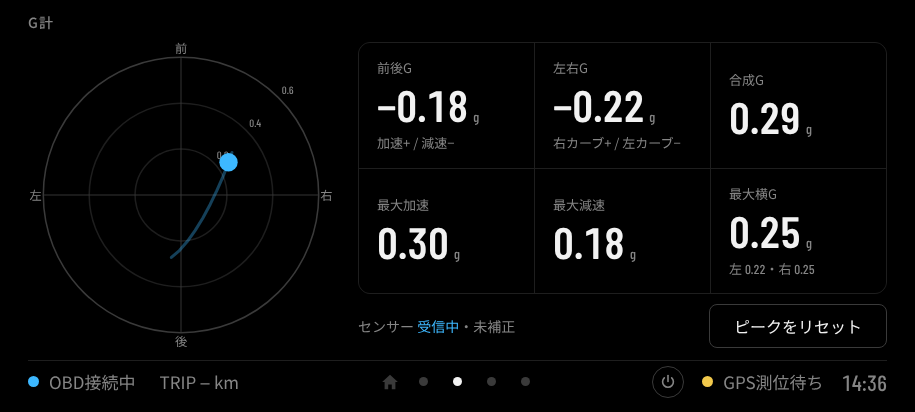 G計
前
0.6
0.4
左
右
後
前後G
−0.18 g
加速+ / 減速−
左右G
−0.22 g
右カーブ+ / 左カーブ−
合成G
0.29 g
最大加速
0.30 g
最大減速
0.18 g
最大横G
0.25 g
左 0.22・右 0.25
センサー 受信中・未補正
ピークをリセット
OBD接続中 TRIP – km GPS測位待ち 14:36